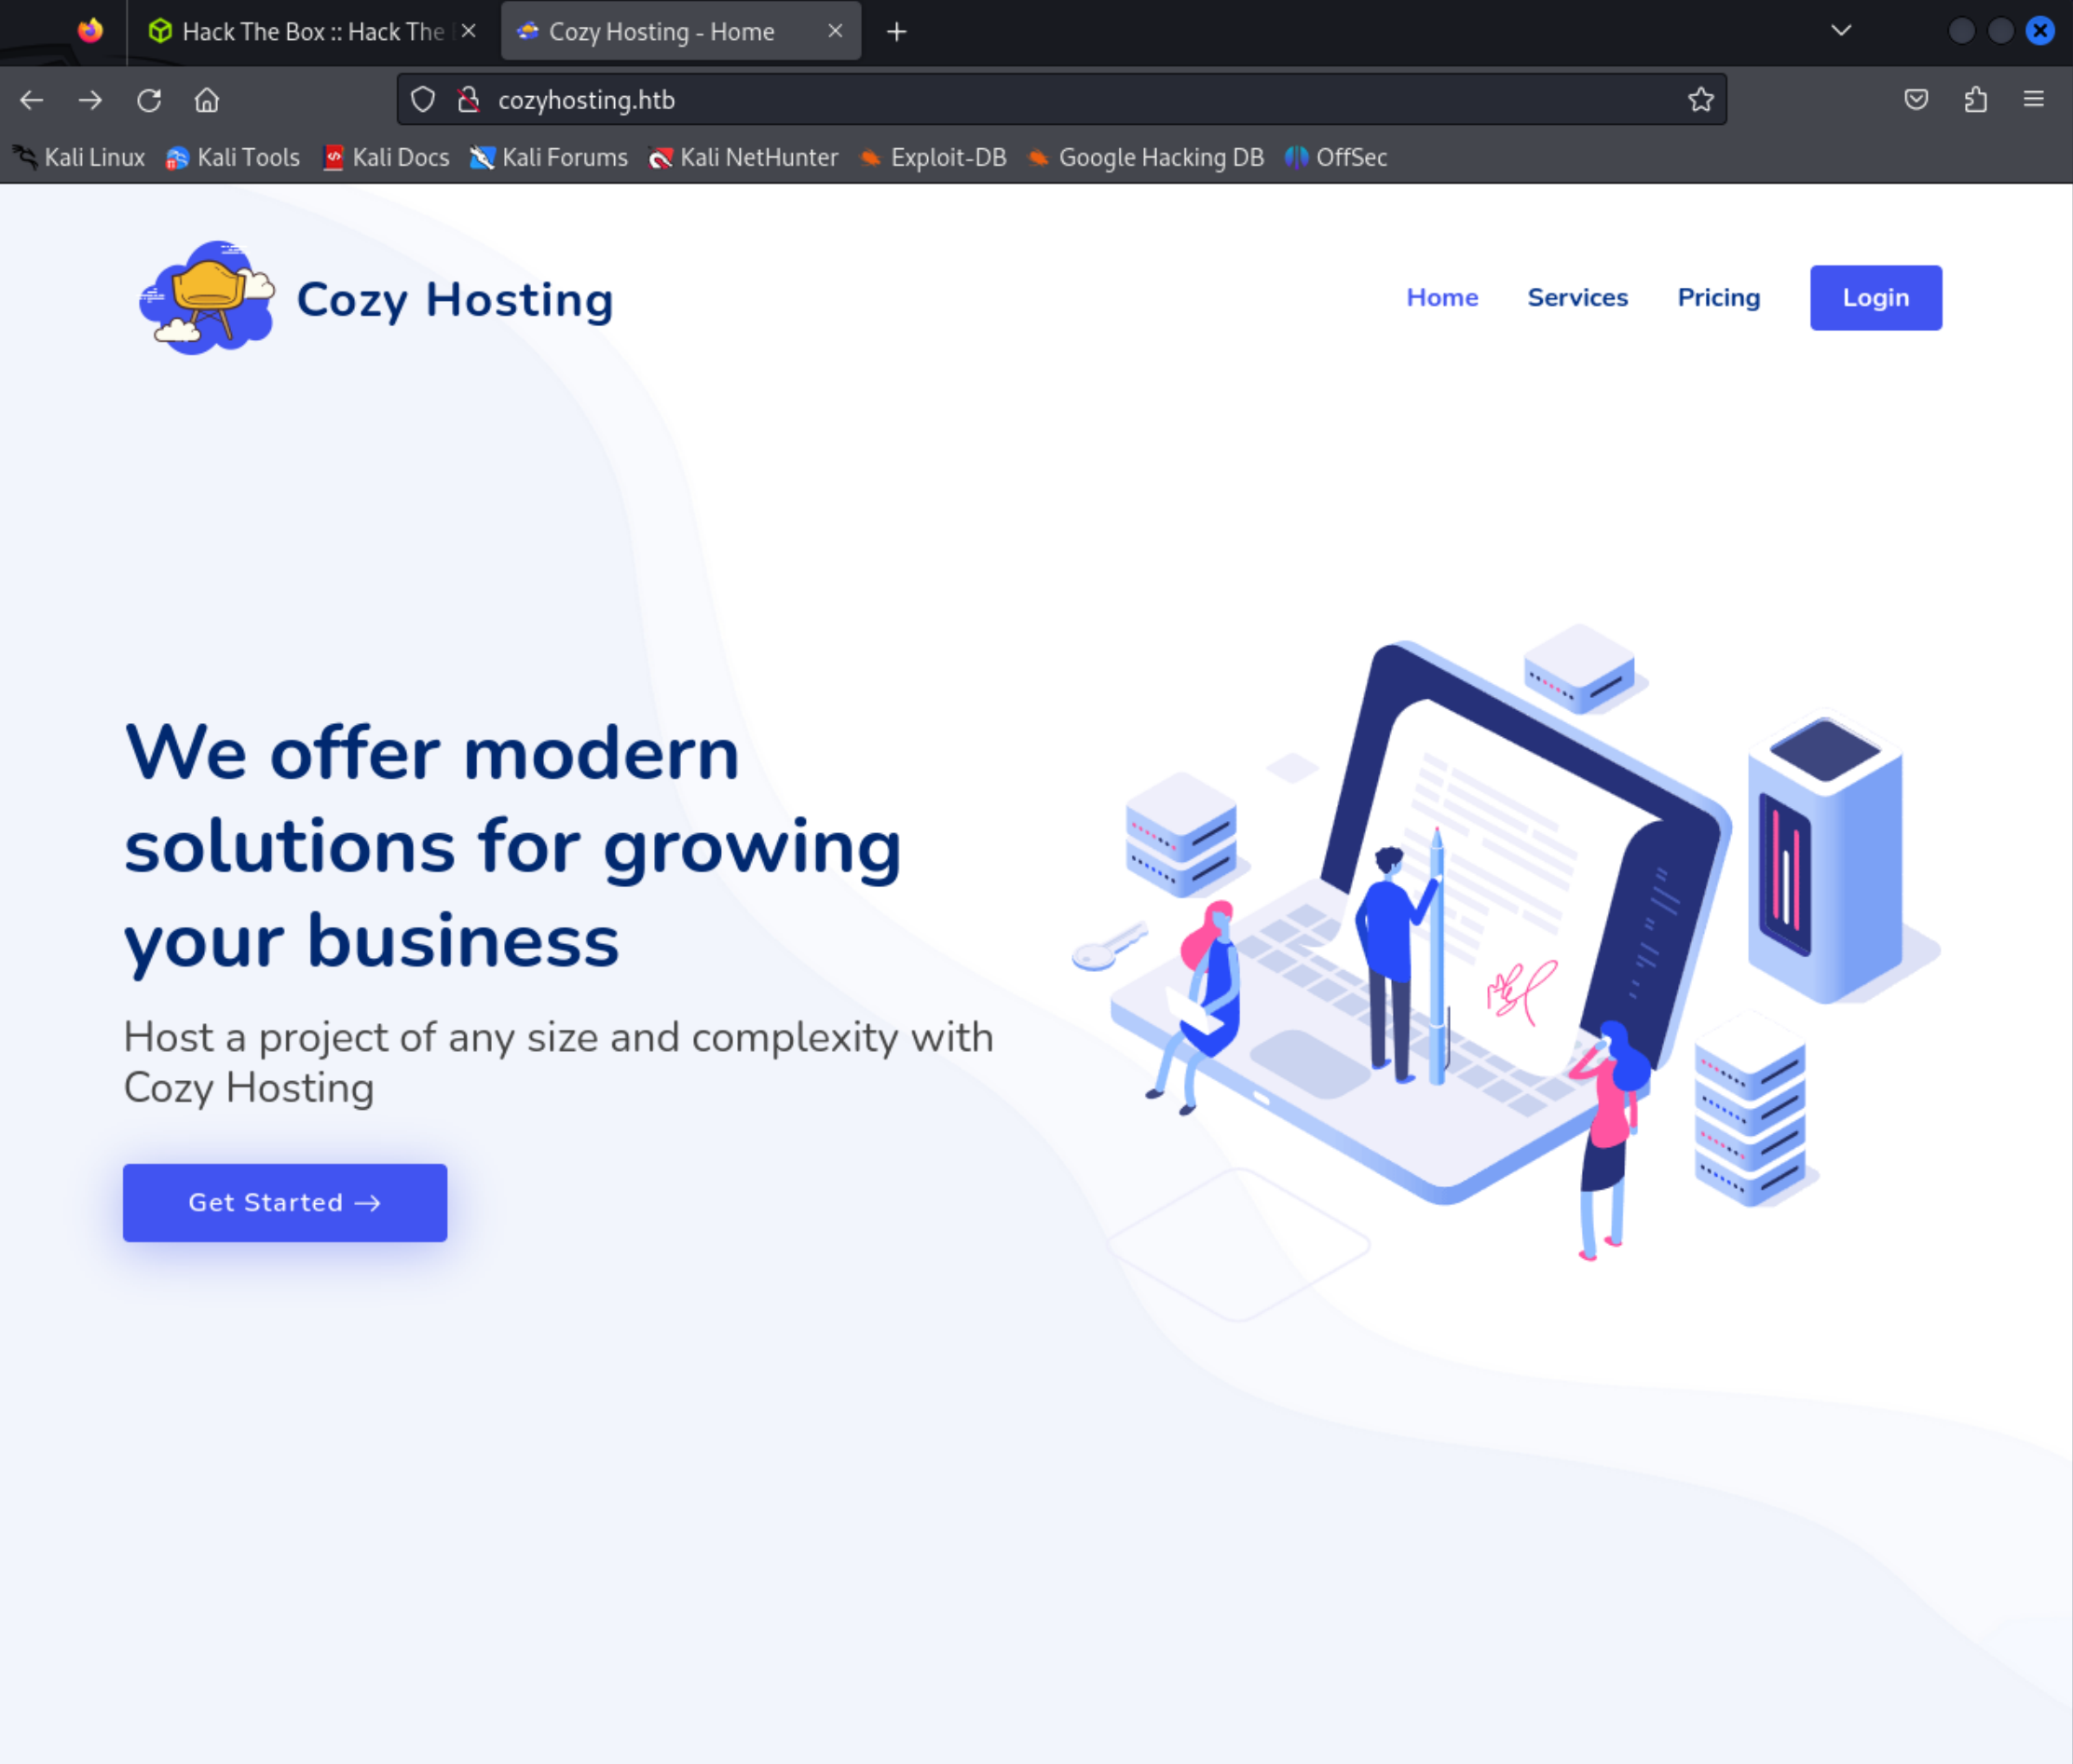 Hack The Box :: Hack The
Cozy Hosting - Home
cozyhosting.htb
Kali Linux
Kali Tools
Kali Docs
Kali Forums
Kali NetHunter
Exploit-DB
Google Hacking DB
OffSec
Cozy Hosting
Home
Services
Pricing
Login
We offer modern
solutions for growing
your business
Host a project of any size and complexity with
Cozy Hosting
Get Started →